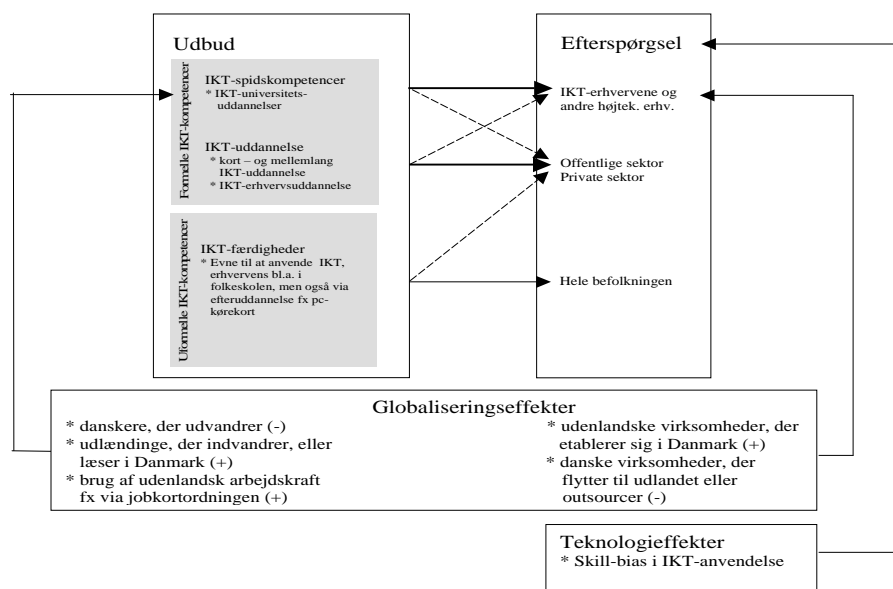 Udbud
Formelle IKT-kompetencer
IKT-spidskompetencer
* IKT-universitets-
uddannelser
IKT-uddannelse
* kort – og mellemlang
IKT-uddannelse
* IKT-erhvervsuddannelse
Uformelle IKT-kompetencer
IKT-færdigheder
* Evne til at anvende IKT,
erhvervens bl.a. i
folkeskolen, men også via
efteruddannelse fx pc-
kørekort
Efterspørgsel
IKT-erhvervene og
andre højtek. erhv.
Offentlige sektor
Private sektor
Hele befolkningen
Globaliseringseffekter
* danskere, der udvandrer (-)
* udlændinge, der indvandrer, eller
læser i Danmark (+)
* brug af udenlandsk arbejdskraft
fx via jobkortordningen (+)
* udenlandske virksomheder, der
etablerer sig i Danmark (+)
* danske virksomheder, der
flytter til udlandet eller
outsourcer (-)
Teknologieffekter
* Skill-bias i IKT-anvendelse